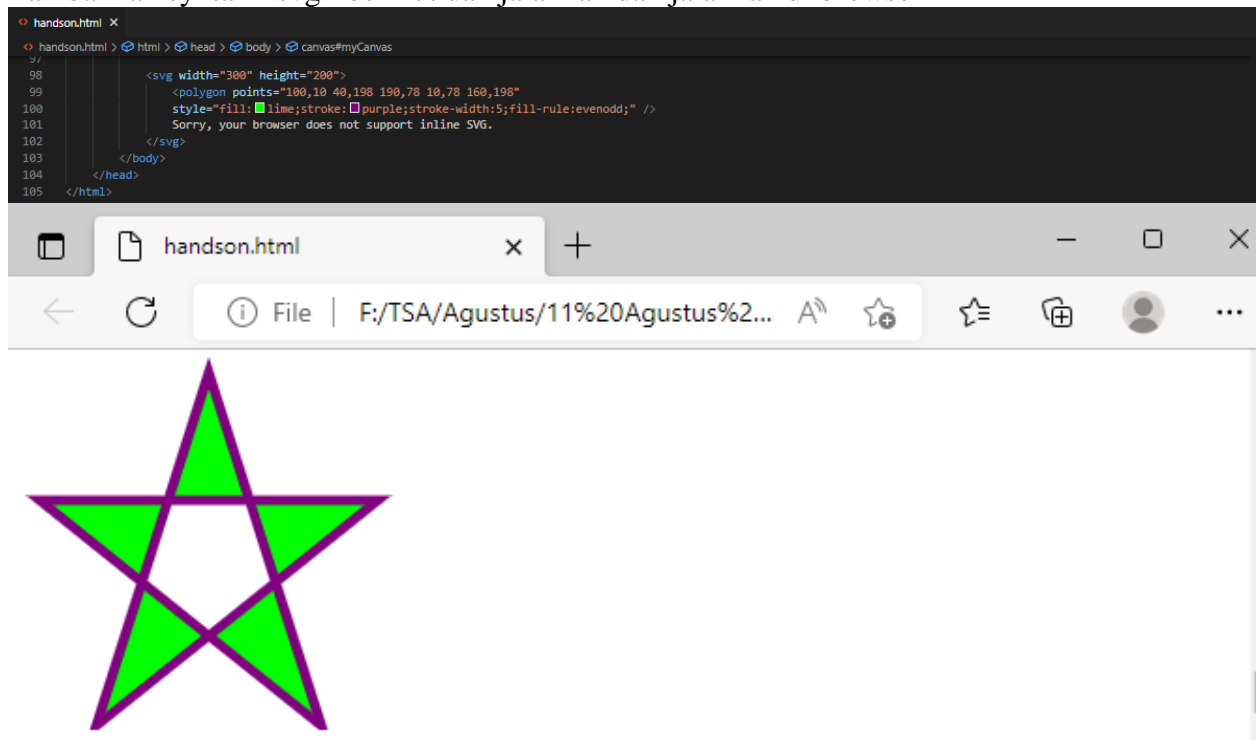 handson.html ×
handson.html > html > head > body > canvas#myCanvas
97
98 <svg width="300" height="200">
99 <polygon points="100,10 40,198 190,78 10,78 160,198"
100 style="fill: lime;stroke: purple;stroke-width:5;fill-rule:evenodd;" />
101 Sorry, your browser does not support inline SVG.
102 </svg>
103 </body>
104 </head>
105 </html>
handson.html
File | F:/TSA/Agustus/11%20Agustus%2...